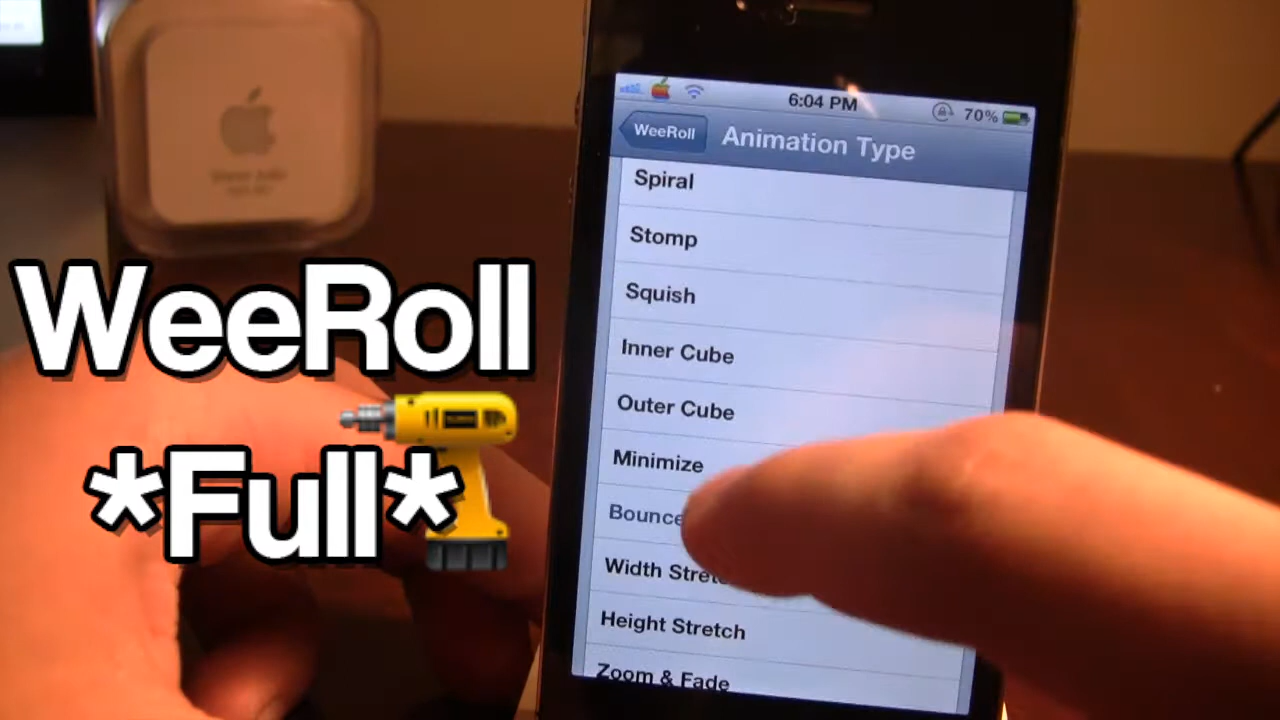 6:04 PM
70%
WeeRoll
Animation Type
Spiral
Stomp
Squish
Inner Cube
Outer Cube
Minimize
Bounce
Width
Height Stretch
Zoom & Fade
WeeRoll
*Full*